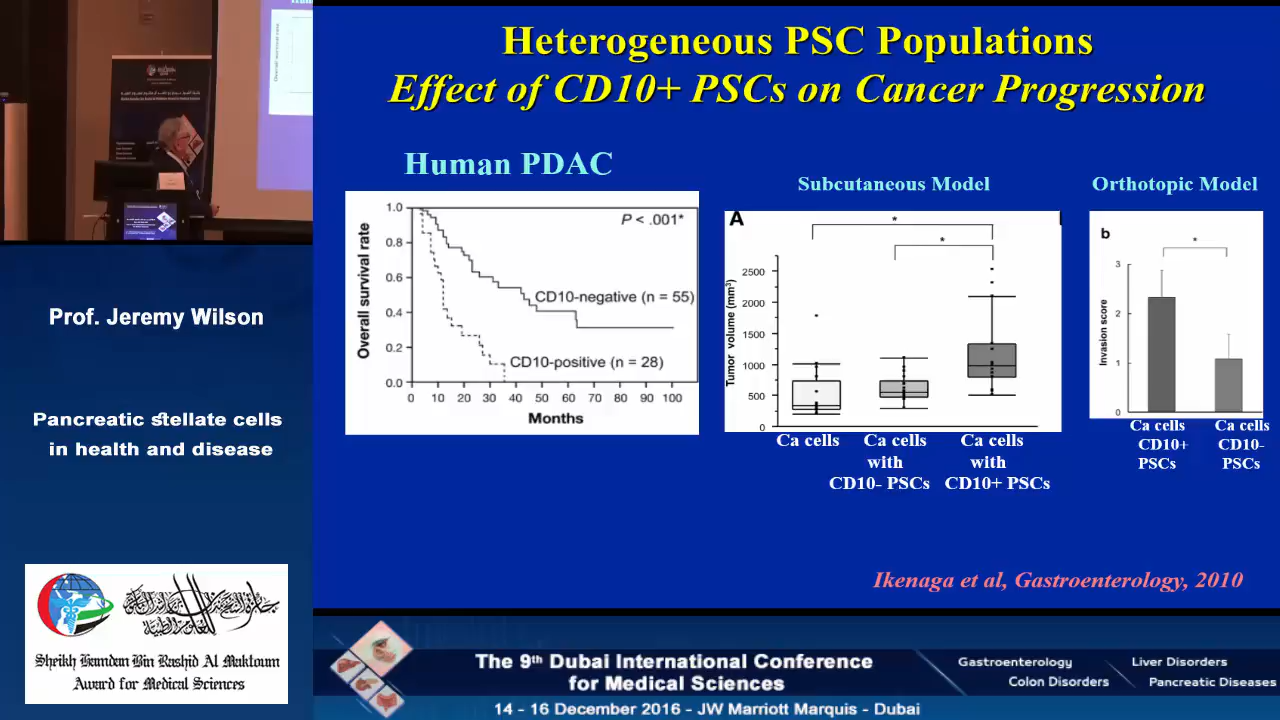 Heterogeneous PSC Populations
Effect of CD10+ PSCs on Cancer Progression
Human PDAC
Subcutaneous Model
Orthotopic Model
Overall survival rate
1.0
0.8
0.6
0.4
0.2
0.0
P < .001*
CD10-negative (n = 55)
CD10-positive (n = 28)
0 10 20 30 40 50 60 70 80 90 100
Months
A
*
*
Tumor volume (mm³)
2500
2000
1500
1000
500
0
Ca cells
Ca cells
with
CD10- PSCs
Ca cells
with
CD10+ PSCs
b
*
Invasion score
3
2
1
0
Ca cells
CD10+
PSCs
Ca cells
CD10-
PSCs
Ikenaga et al, Gastroenterology, 2010
Prof. Jeremy Wilson
Pancreatic stellate cells
in health and disease
Sheikh Hamdan Bin Rashid Al Maktoum
Award for Medical Sciences
The 9th Dubai International Conference
for Medical Sciences
14 - 16 December 2016 - JW Marriott Marquis - Dubai
Gastroenterology
Liver Disorders
Colon Disorders
Pancreatic Diseases